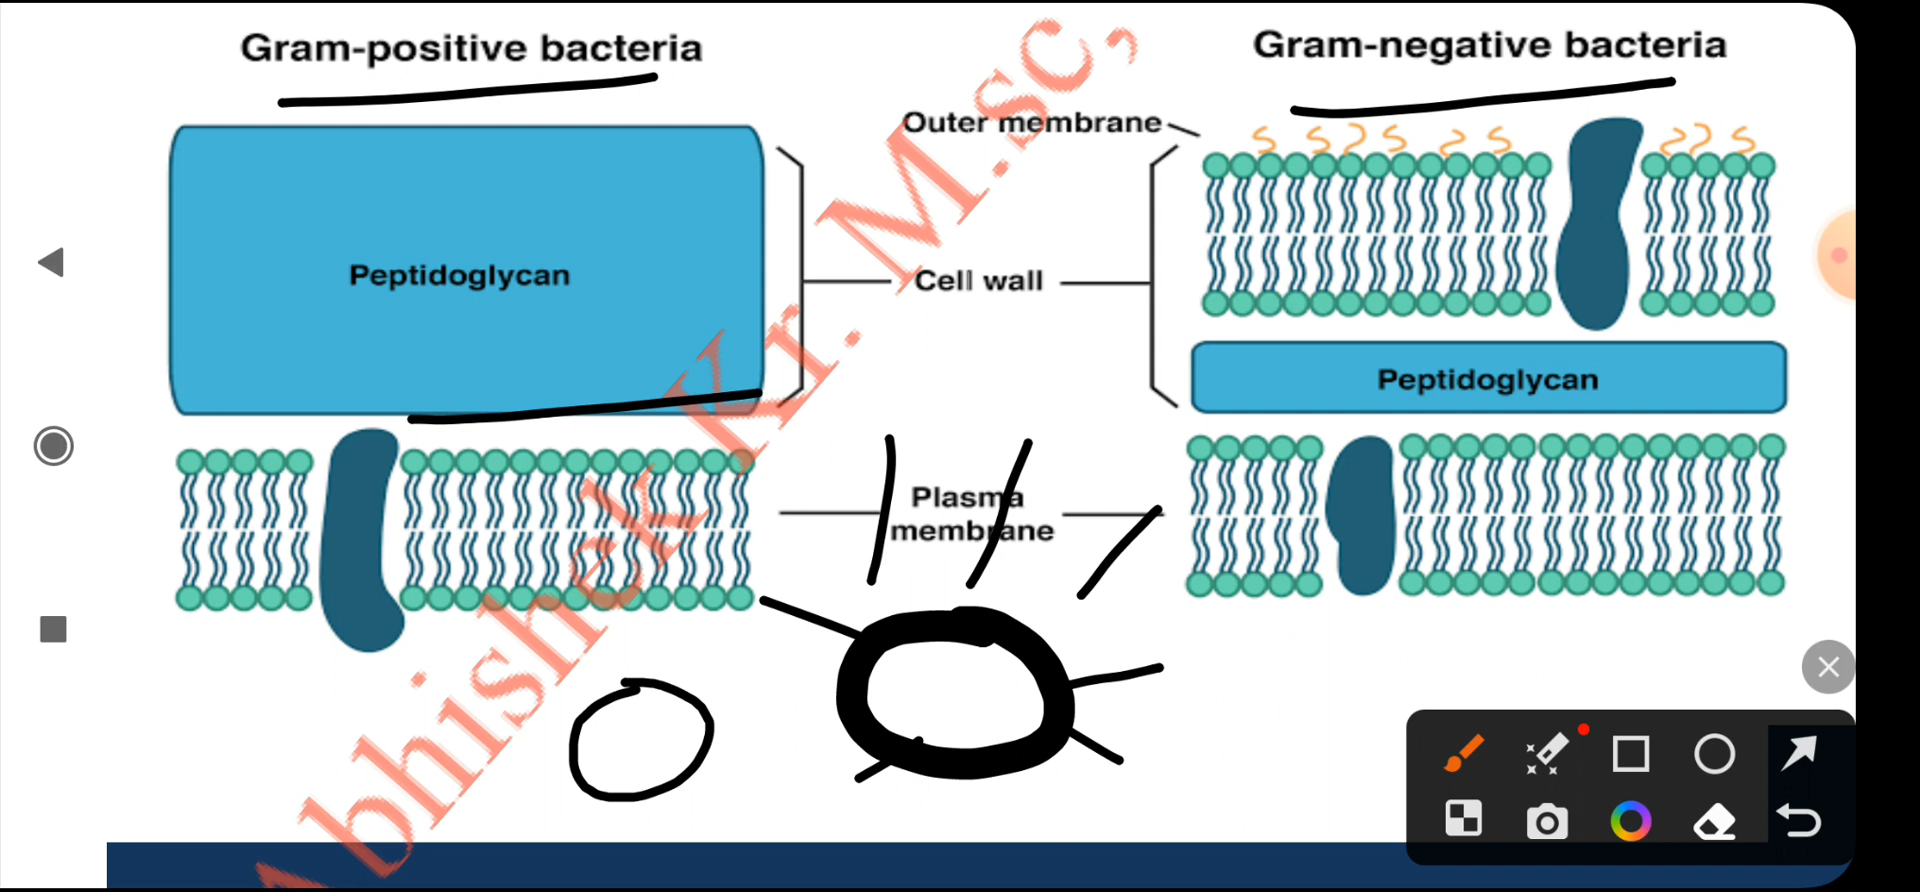 Gram-positive bacteria
Gram-negative bacteria
Outer membrane
Peptidoglycan
Cell wall
Peptidoglycan
Plasma
membrane
Abhishek Kr. M.sc,